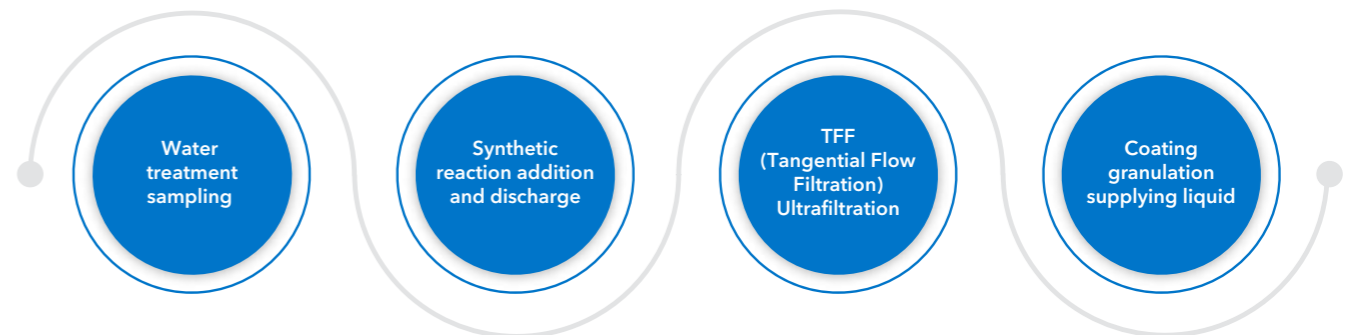 Water
treatment
sampling
Synthetic
reaction addition
and discharge
TFF
(Tangential Flow
Filtration)
Ultrafiltration
Coating
granulation
supplying liquid